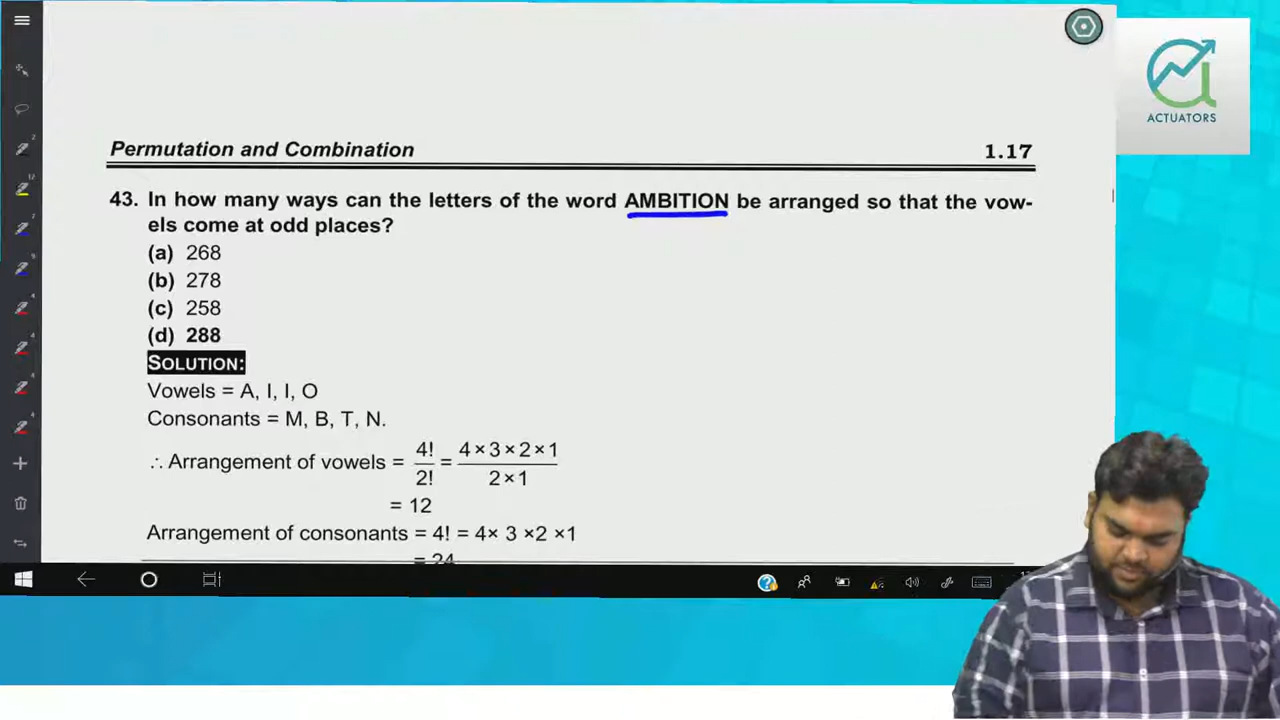 ACTUATORS
Permutation and Combination 1.17
43. In how many ways can the letters of the word AMBITION be arranged so that the vow-
els come at odd places?
(a) 268
(b) 278
(c) 258
(d) 288
SOLUTION:
Vowels = A, I, I, O
Consonants = M, B, T, N.
∴ Arrangement of vowels = 4!/2! = 4×3×2×1/2×1
= 12
Arrangement of consonants = 4! = 4× 3 ×2 ×1
= 24